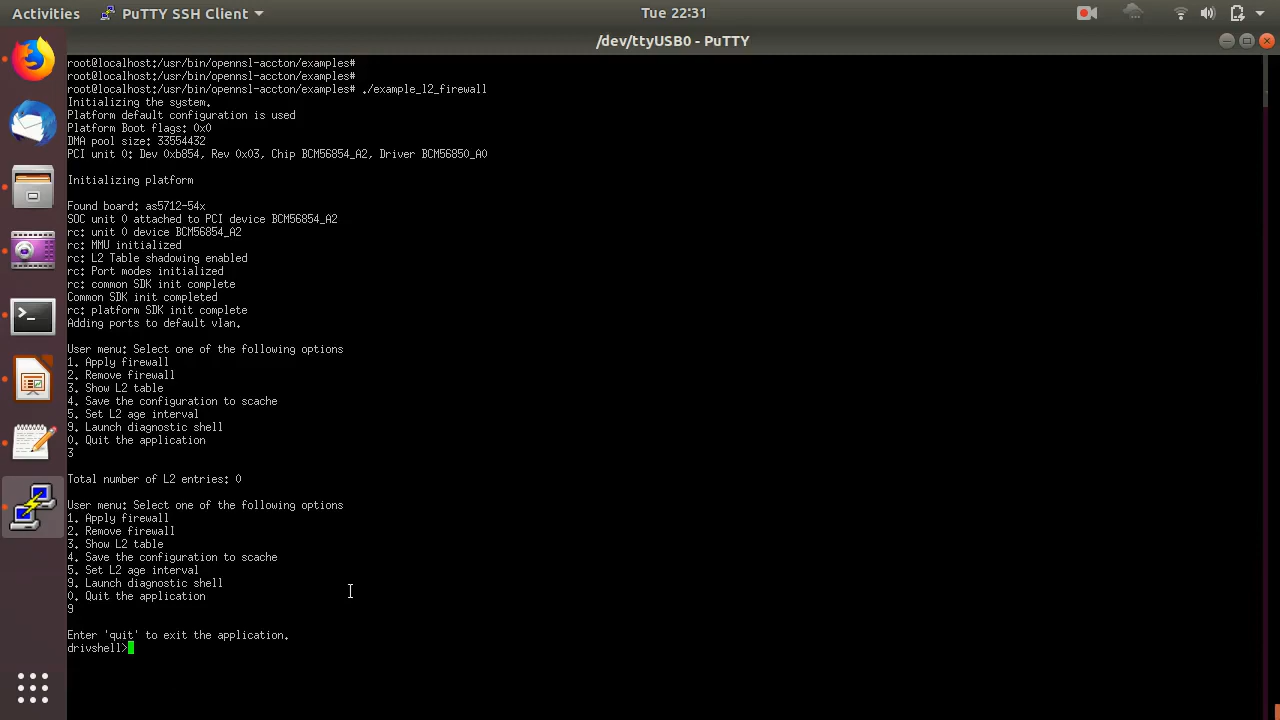 Activities
PuTTY SSH Client
Tue 22:31
/dev/ttyUSB0 - PuTTY
root@localhost:/usr/bin/opennsl-accton/examples#
root@localhost:/usr/bin/opennsl-accton/examples#
root@localhost:/usr/bin/opennsl-accton/examples# ./example_l2_firewall
Initializing the system.
Platform default configuration is used
Platform Boot flags: 0x0
DMA pool size: 33554432
PCI unit 0: Dev 0xb854, Rev 0x03, Chip BCM56854_A2, Driver BCM56850_A0
Initializing platform
Found board: as5712-54x
SOC unit 0 attached to PCI device BCM56854_A2
rc: unit 0 device BCM56854_A2
rc: MMU initialized
rc: L2 Table shadowing enabled
rc: Port modes initialized
rc: common SDK init complete
Common SDK init completed
rc: platform SDK init complete
Adding ports to default vlan.
User menu: Select one of the following options
1. Apply firewall
2. Remove firewall
3. Show L2 table
4. Save the configuration to scache
5. Set L2 age interval
9. Launch diagnostic shell
0. Quit the application
3
Total number of L2 entries: 0
User menu: Select one of the following options
1. Apply firewall
2. Remove firewall
3. Show L2 table
4. Save the configuration to scache
5. Set L2 age interval
9. Launch diagnostic shell
0. Quit the application
9
Enter 'quit' to exit the application.
drivshell>